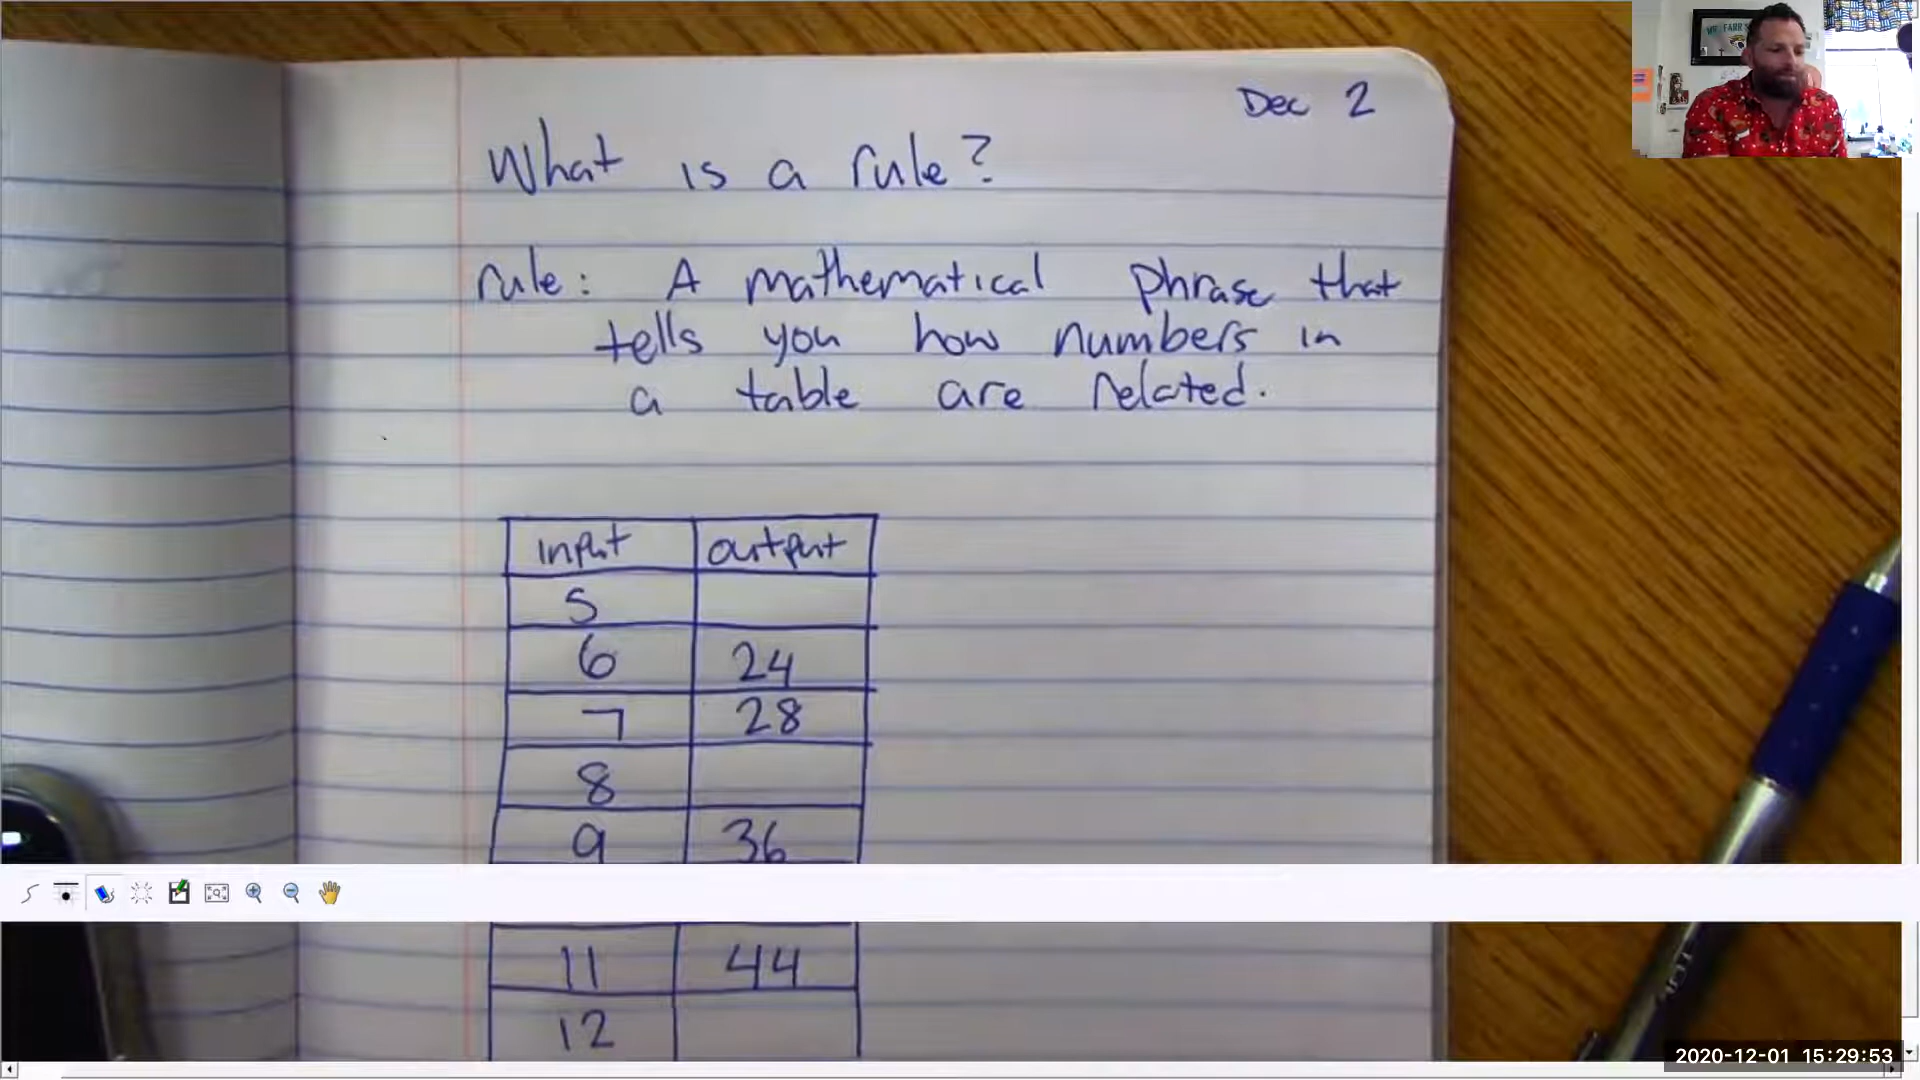 Dec 2
What is a rule?
rule: A mathematical phrase that
tells you how numbers in
a table are related.
input output
5
6 24
7 28
8
9 36
11 44
12
2020-12-01 15:29:53